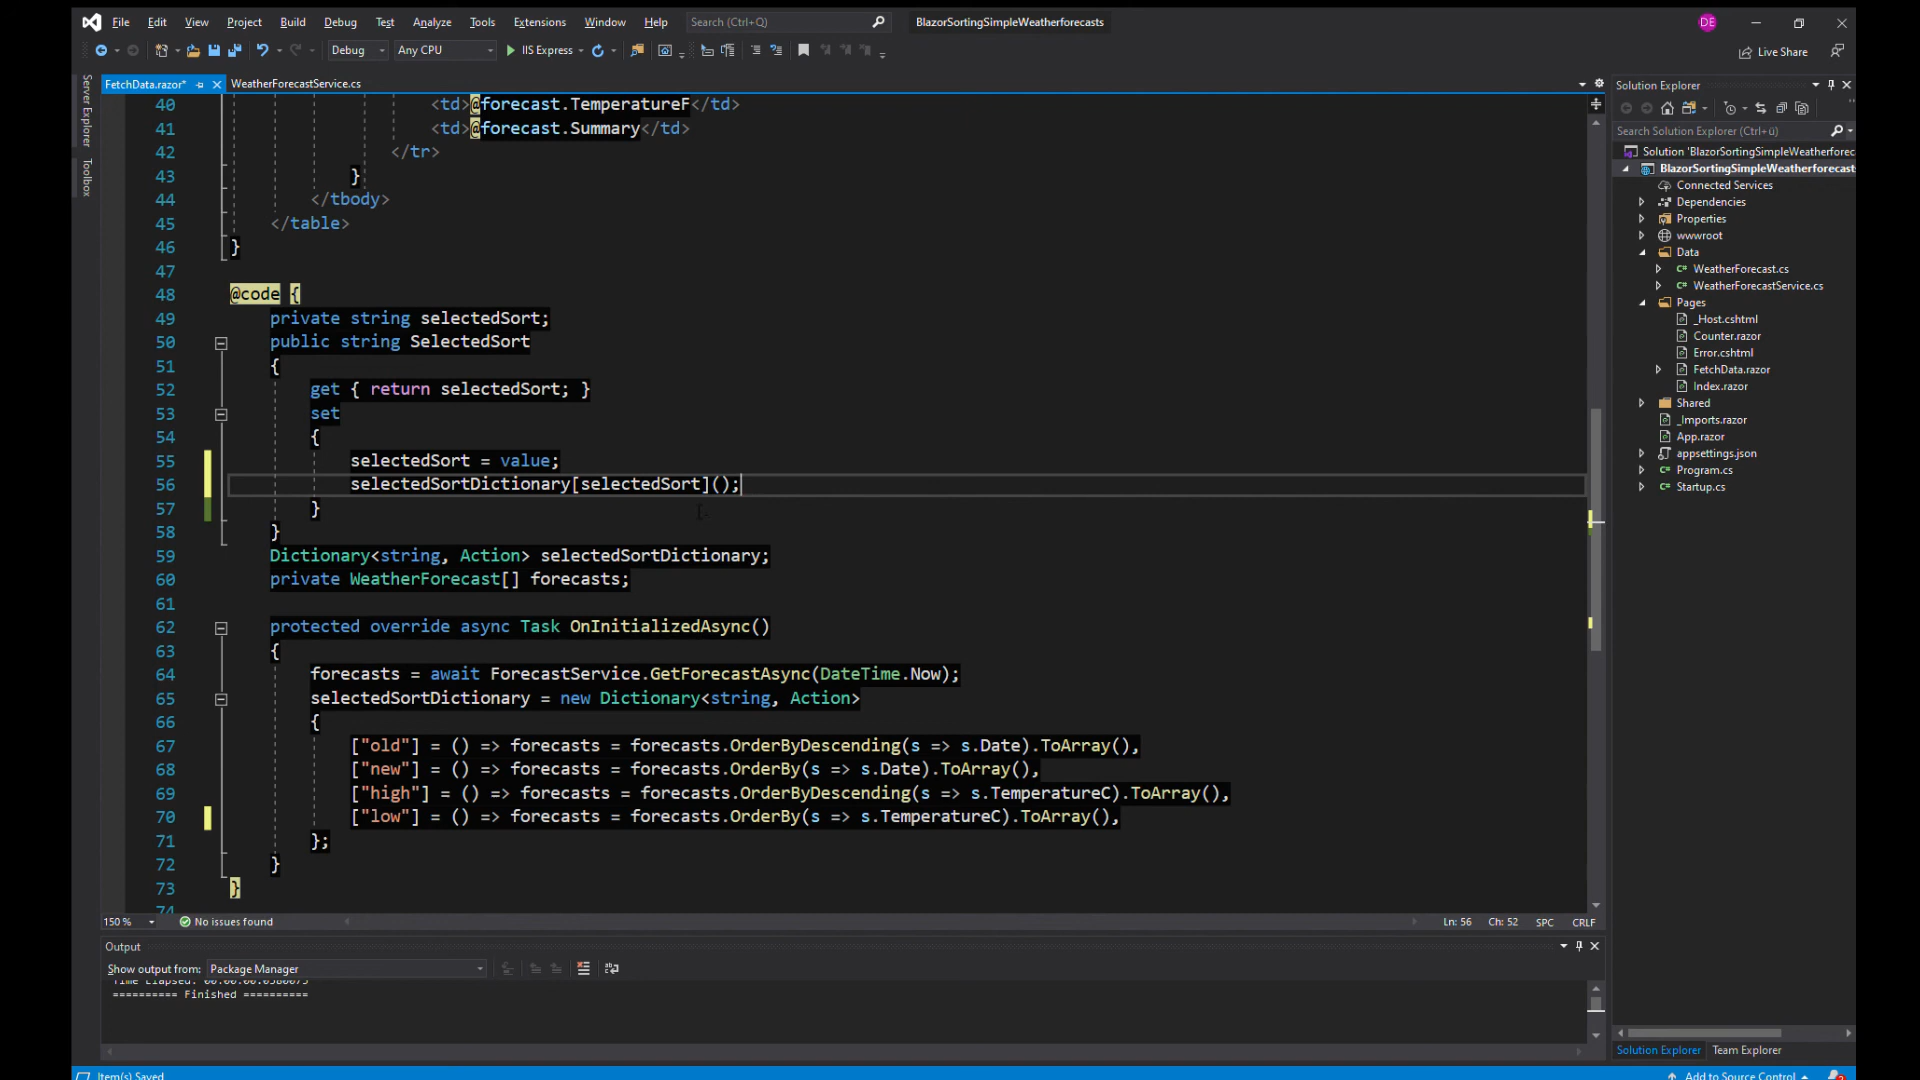 File Edit View Project Build Debug Test Analyze Tools Extensions Window Help Search (Ctrl+Q) BlazorSortingSimpleWeatherforecasts DE
Debug Any CPU IIS Express Live Share
Server Explorer
Toolbox
FetchData.razor* WeatherForecastService.cs
40 <td>@forecast.TemperatureF</td>
41 <td>@forecast.Summary</td>
42 </tr>
43 }
44 </tbody>
45 </table>
46 }
47
48 @code {
49 private string selectedSort;
50 public string SelectedSort
51 {
52 get { return selectedSort; }
53 set
54 {
55 selectedSort = value;
56 selectedSortDictionary[selectedSort]();
57 }
58 }
59 Dictionary<string, Action> selectedSortDictionary;
60 private WeatherForecast[] forecasts;
61
62 protected override async Task OnInitializedAsync()
63 {
64 forecasts = await ForecastService.GetForecastAsync(DateTime.Now);
65 selectedSortDictionary = new Dictionary<string, Action>
66 {
67 ["old"] = () => forecasts = forecasts.OrderByDescending(s => s.Date).ToArray(),
68 ["new"] = () => forecasts = forecasts.OrderBy(s => s.Date).ToArray(),
69 ["high"] = () => forecasts = forecasts.OrderByDescending(s => s.TemperatureC).ToArray(),
70 ["low"] = () => forecasts = forecasts.OrderBy(s => s.TemperatureC).ToArray(),
71 };
72 }
73 }
150 % No issues found Ln: 56 Ch: 52 SPC CRLF
Output
Show output from: Package Manager
========== Finished ==========
Item(s) Saved
Solution Explorer
Search Solution Explorer (Ctrl+ü)
Solution 'BlazorSortingSimpleWeatherforec
BlazorSortingSimpleWeatherforecast
Connected Services
Dependencies
Properties
wwwroot
Data
WeatherForecast.cs
WeatherForecastService.cs
Pages
_Host.cshtml
Counter.razor
Error.cshtml
FetchData.razor
Index.razor
Shared
_Imports.razor
App.razor
appsettings.json
Program.cs
Startup.cs
Solution Explorer Team Explorer
Add to Source Control